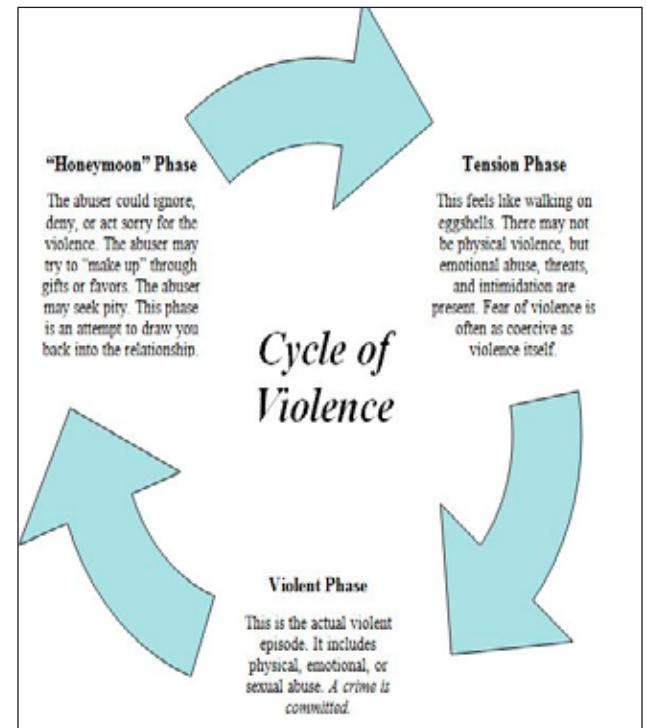 “Honeymoon” Phase
The abuser could ignore,
deny, or act sorry for the
violence. The abuser may
try to “make up” through
gifts or favors. The abuser
may seek pity. This phase
is an attempt to draw you
back into the relationship.
Tension Phase
This feels like walking on
eggshells. There may not
be physical violence, but
emotional abuse, threats,
and intimidation are
present. Fear of violence is
often as coercive as
violence itself.
Cycle of
Violence
Violent Phase
This is the actual violent
episode. It includes
physical, emotional, or
sexual abuse. A crime is
committed.